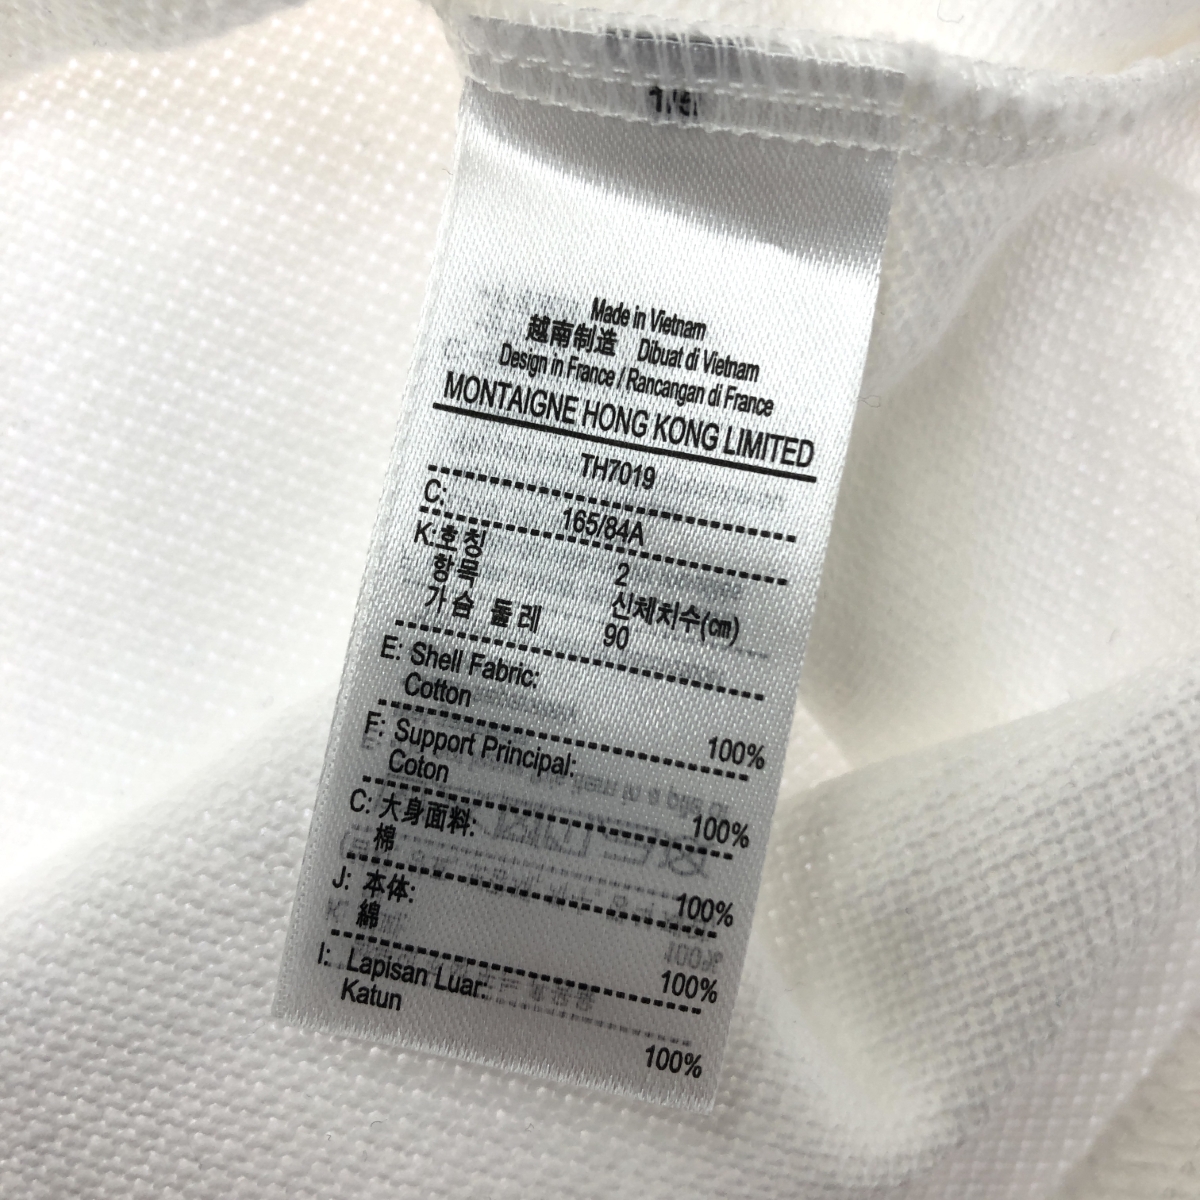 Made in Vietnam
越南制造 Dibuat di Vietnam
Design in France / Rancangan di France
MONTAIGNE HONG KONG LIMITED
TH7019
C: 165/84A
K:호칭 2
항목 신체치수(㎝)
가슴 둘레 90
E: Shell Fabric:
Cotton 100%
F: Support Principal:
Coton 100%
C: 大身面料:
棉 100%
J: 本体:
綿 100%
I: Lapisan Luar:
Katun 100%